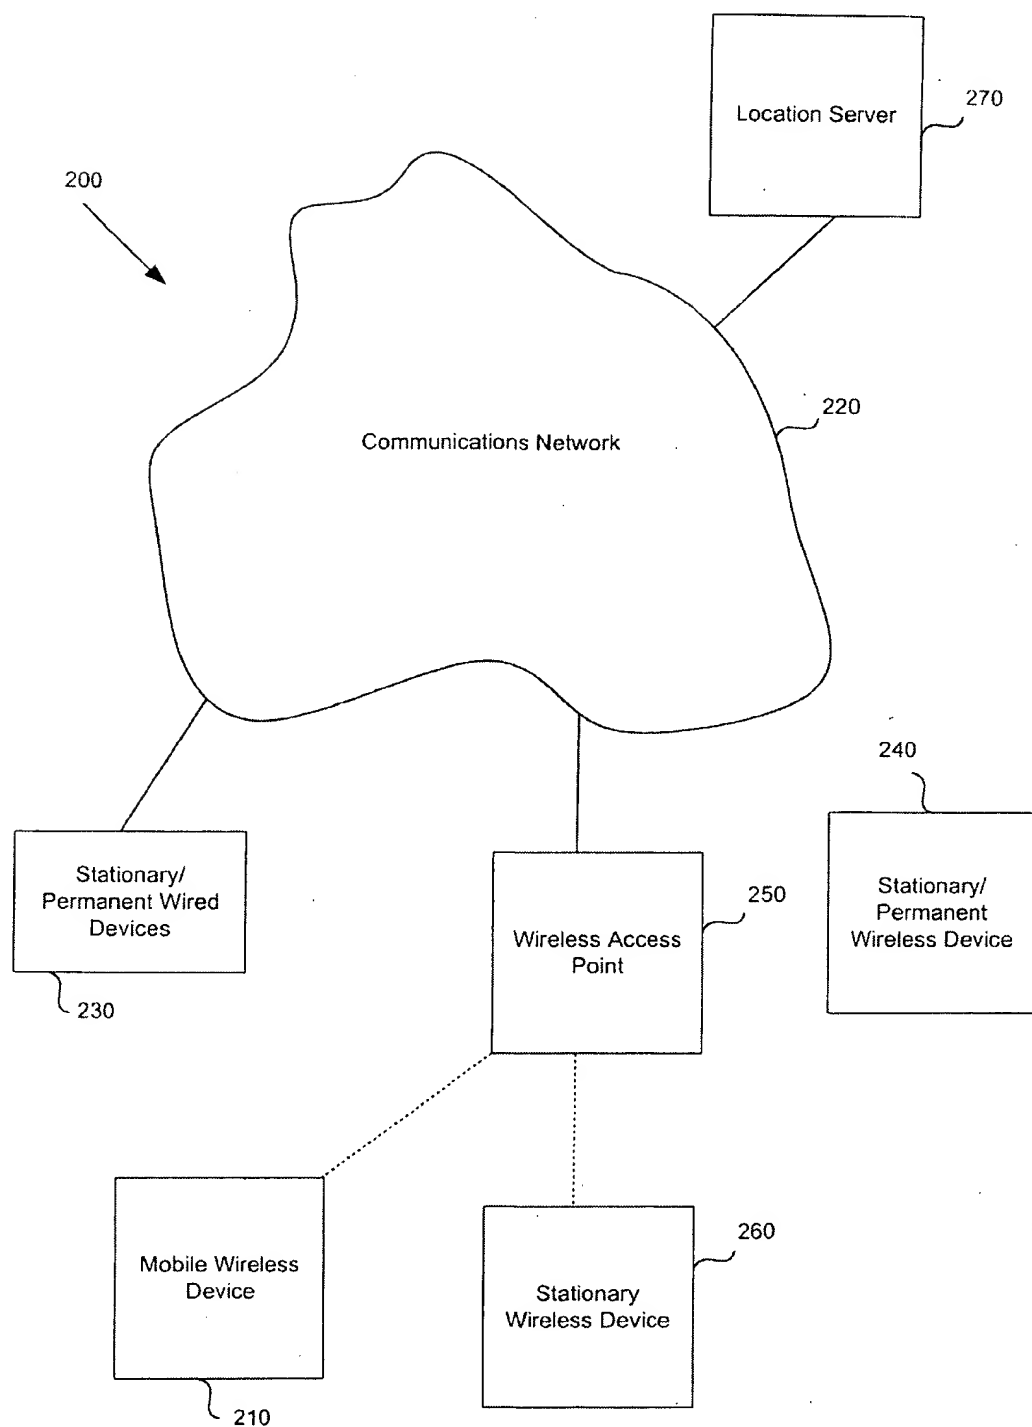 Location Server
270
200
220
Communications Network
240
Stationary/
Permanent Wired
Devices
230
Wireless Access
Point
250
Stationary/
Permanent
Wireless Device
Mobile Wireless
Device
210
260
Stationary
Wireless Device